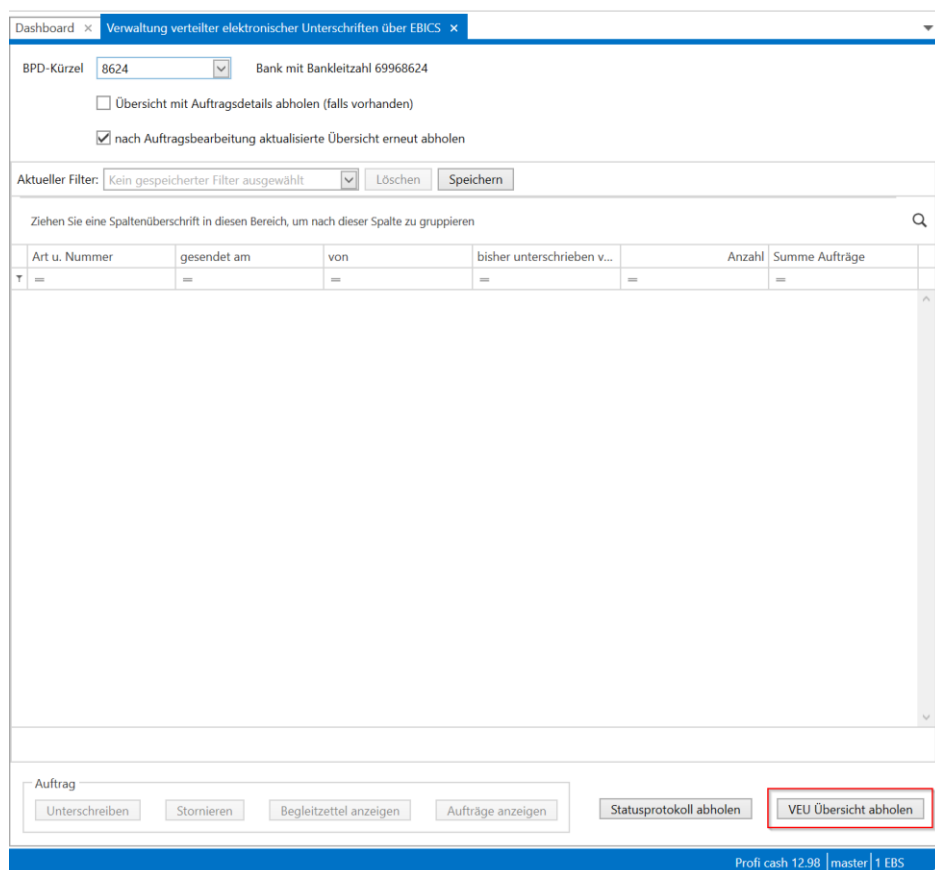 Dashboard × Verwaltung verteilter elektronischer Unterschriften über EBICS ×
BPD-Kürzel 8624 Bank mit Bankleitzahl 69968624
Übersicht mit Auftragsdetails abholen (falls vorhanden)
nach Auftragsbearbeitung aktualisierte Übersicht erneut abholen
Aktueller Filter: Kein gespeicherter Filter ausgewählt Löschen Speichern
Ziehen Sie eine Spaltenüberschrift in diesen Bereich, um nach dieser Spalte zu gruppieren
Art u. Nummer gesendet am von bisher unterschrieben v... Anzahl Summe Aufträge
= = = = = =
Auftrag
Unterschreiben Stornieren Begleitzettel anzeigen Aufträge anzeigen Statusprotokoll abholen VEU Übersicht abholen
Profi cash 12.98 master 1 EBS